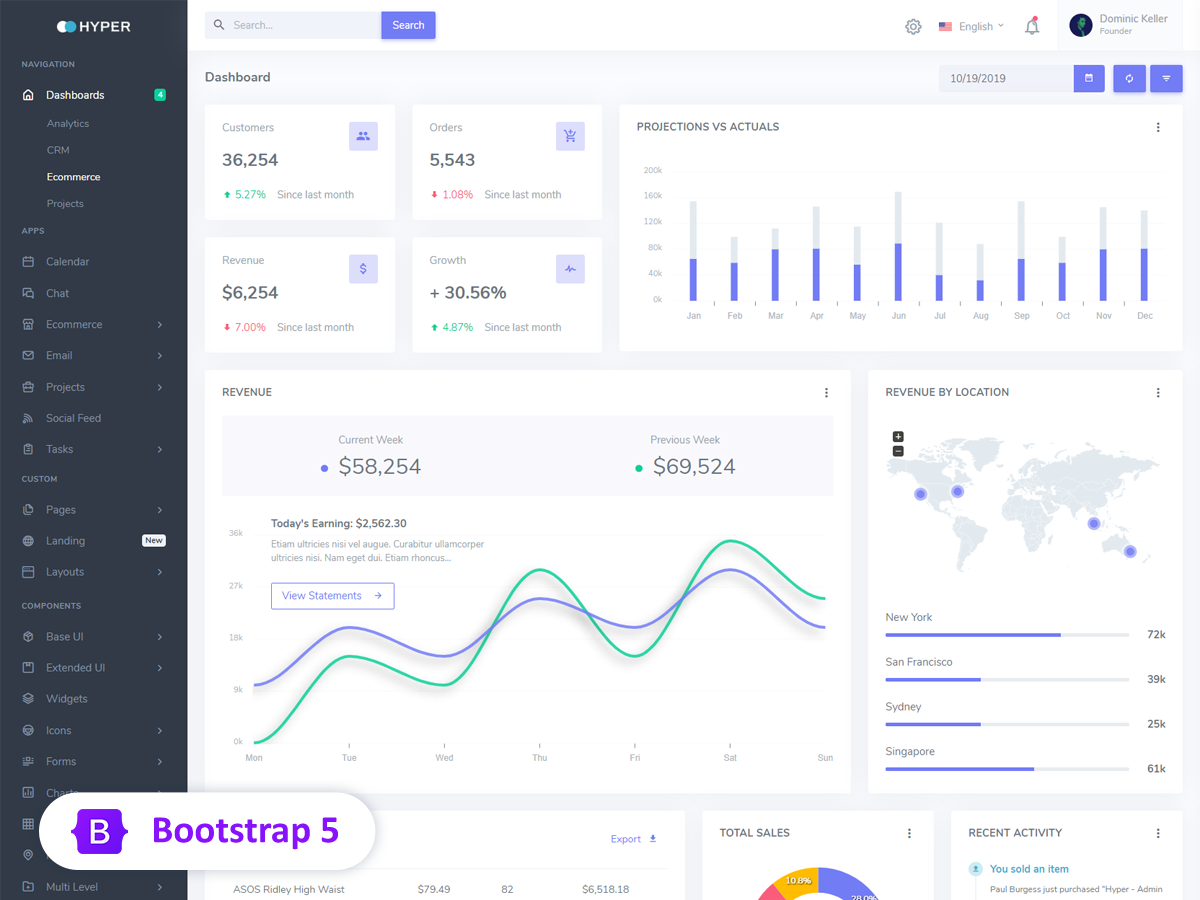 HYPER
NAVIGATION
Dashboards 4
Analytics
CRM
Ecommerce
Projects
APPS
Calendar
Chat
Ecommerce
Email
Projects
Social Feed
Tasks
CUSTOM
Pages
Landing New
Layouts
COMPONENTS
Base UI
Extended UI
Widgets
Icons
Forms
Charts
Multi Level
Search... Search
English
Dominic Keller
Founder
Dashboard
10/19/2019
Customers
36,254
5.27% Since last month
Orders
5,543
1.08% Since last month
Revenue
$6,254
7.00% Since last month
Growth
+ 30.56%
4.87% Since last month
PROJECTIONS VS ACTUALS
200k
160k
120k
80k
40k
0k
Jan Feb Mar Apr May Jun Jul Aug Sep Oct Nov Dec
REVENUE
Current Week
$58,254
Previous Week
$69,524
Today's Earning: $2,562.30
Etiam ultricies nisi vel augue. Curabitur ullamcorper
ultricies nisi. Nam eget dui. Etiam rhoncus...
View Statements
36k
27k
18k
9k
0k
Mon Tue Wed Thu Fri Sat Sun
REVENUE BY LOCATION
+
−
New York
72k
San Francisco
39k
Sydney
25k
Singapore
61k
B Bootstrap 5
Export
ASOS Ridley High Waist $79.49 82 $6,518.18
TOTAL SALES
10.8%
28.0%
RECENT ACTIVITY
You sold an item
Paul Burgess just purchased "Hyper - Admin